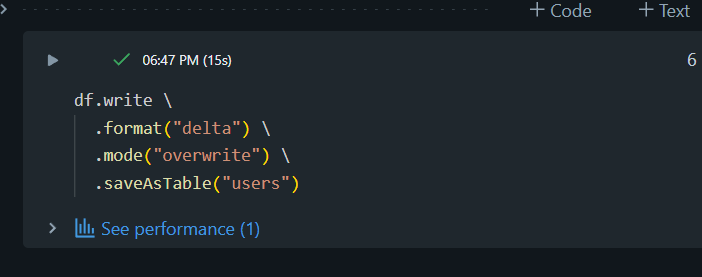 + Code + Text
06:47 PM (15s)
6
df.write \
.format("delta") \
.mode("overwrite") \
.saveAsTable("users")
See performance (1)